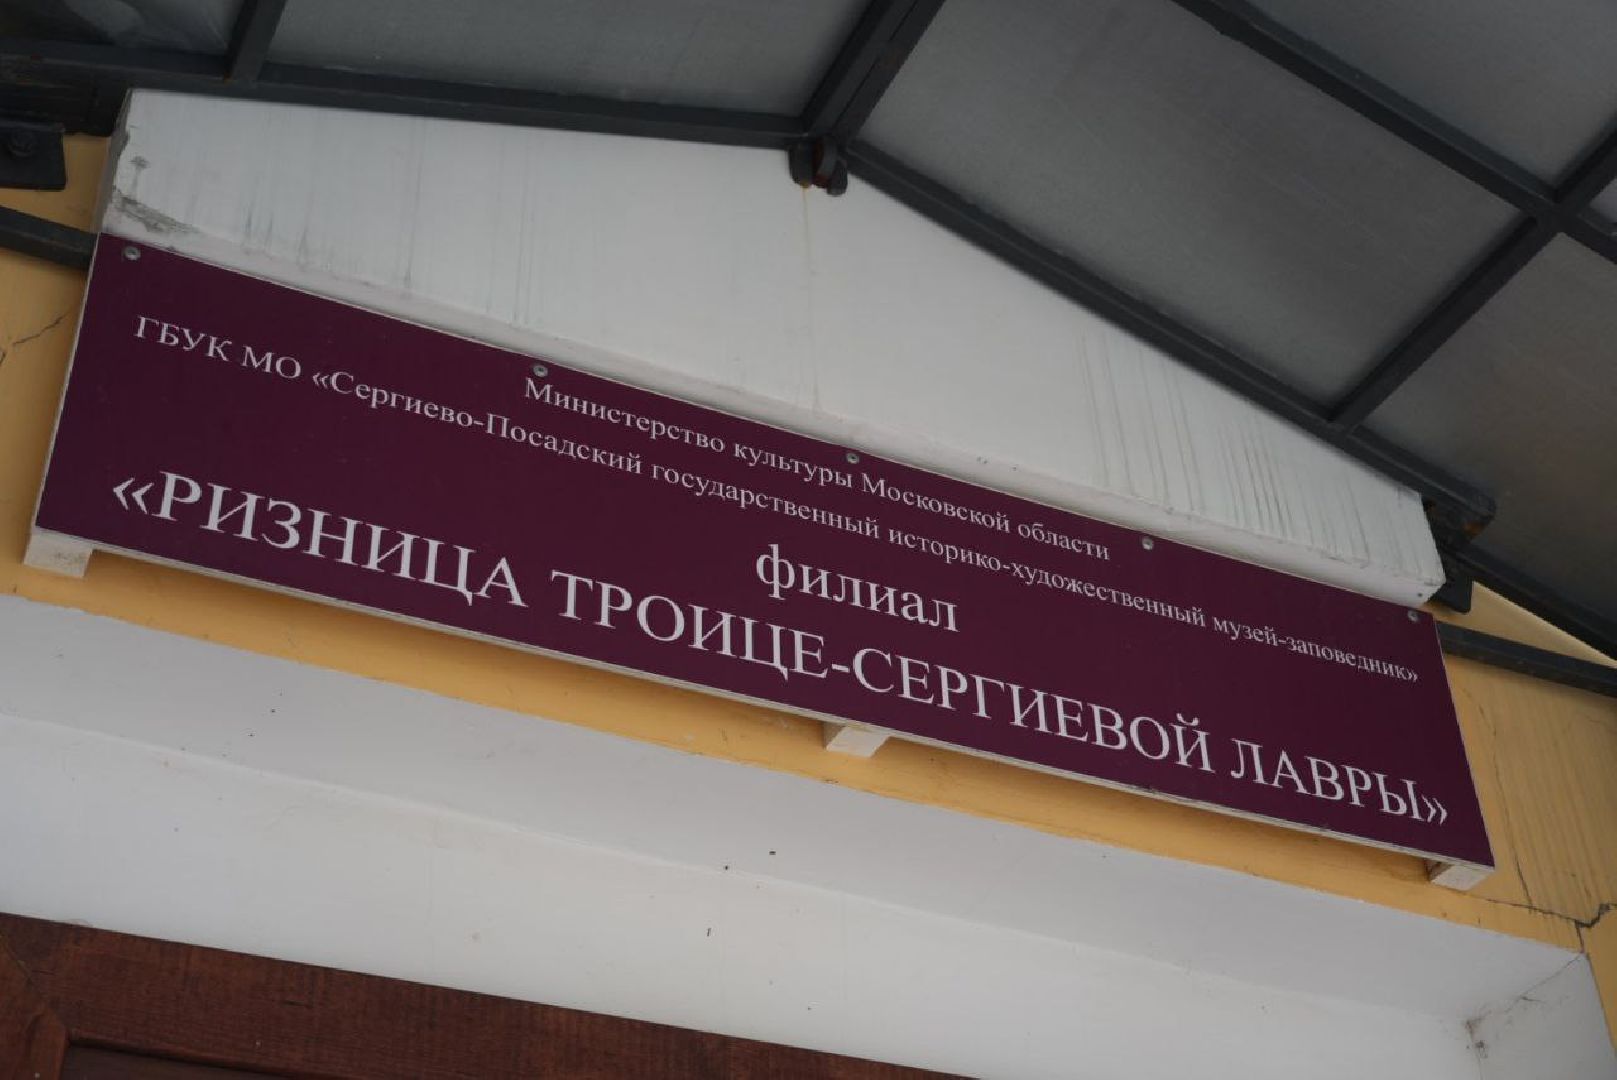 Министерство культуры Московской области
ГБУК МО «Сергиево-Посадский государственный историко-художественный музей-заповедник»
филиал
«РИЗНИЦА ТРОИЦЕ-СЕРГИЕВОЙ ЛАВРЫ»